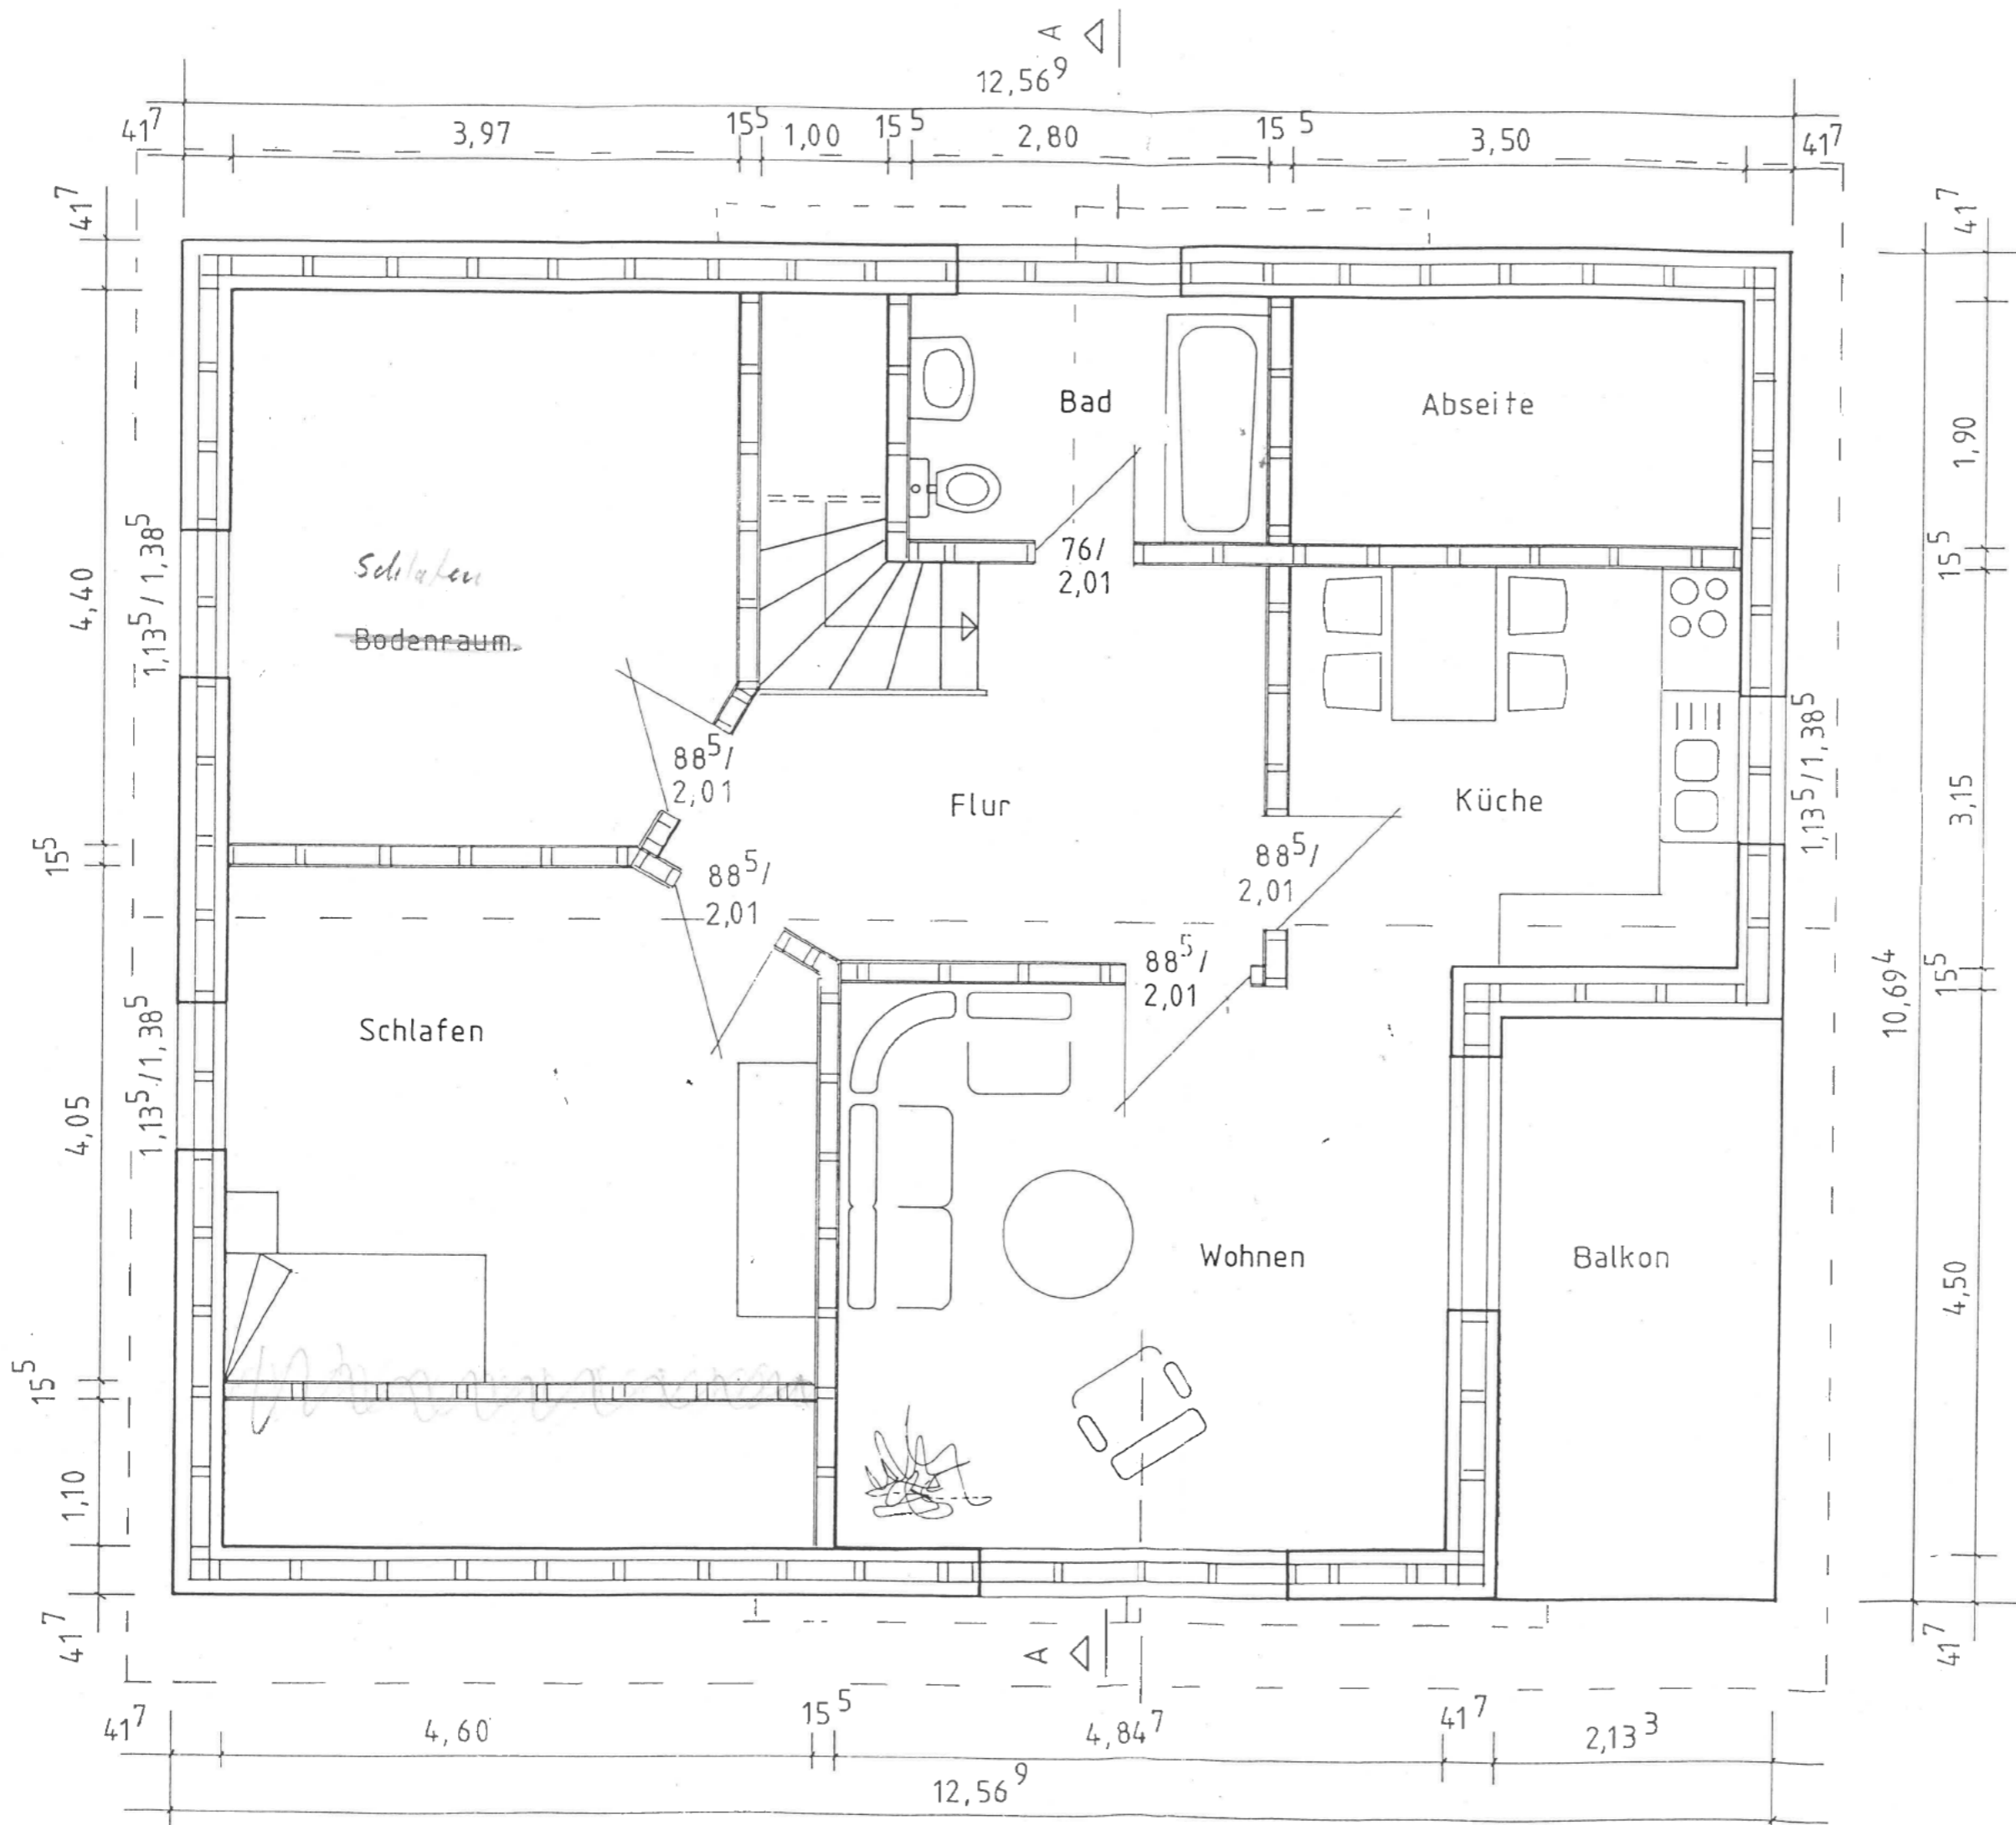 A
12,56⁹
41⁷ 3,97 15⁵ 1,00 15⁵ 2,80 15⁵ 3,50 41⁷
41⁷
4,40
15⁵
4,05
15⁵
1,10
41⁷
1,13⁵/1,38⁵
1,13⁵/1,38⁵
Schlafen
Bodenraum
Bad
Abseite
76/
2,01
88⁵/
2,01
88⁵/
2,01
Flur
Küche
88⁵/
2,01
88⁵/
2,01
Schlafen
Wohnen
Balkon
1,13⁵/1,38⁵
41⁷
1,90
15⁵
3,15
15⁵
4,50
41⁷
10,69⁴
A
41⁷ 4,60 15⁵ 4,84⁷ 41⁷ 2,13³
12,56⁹